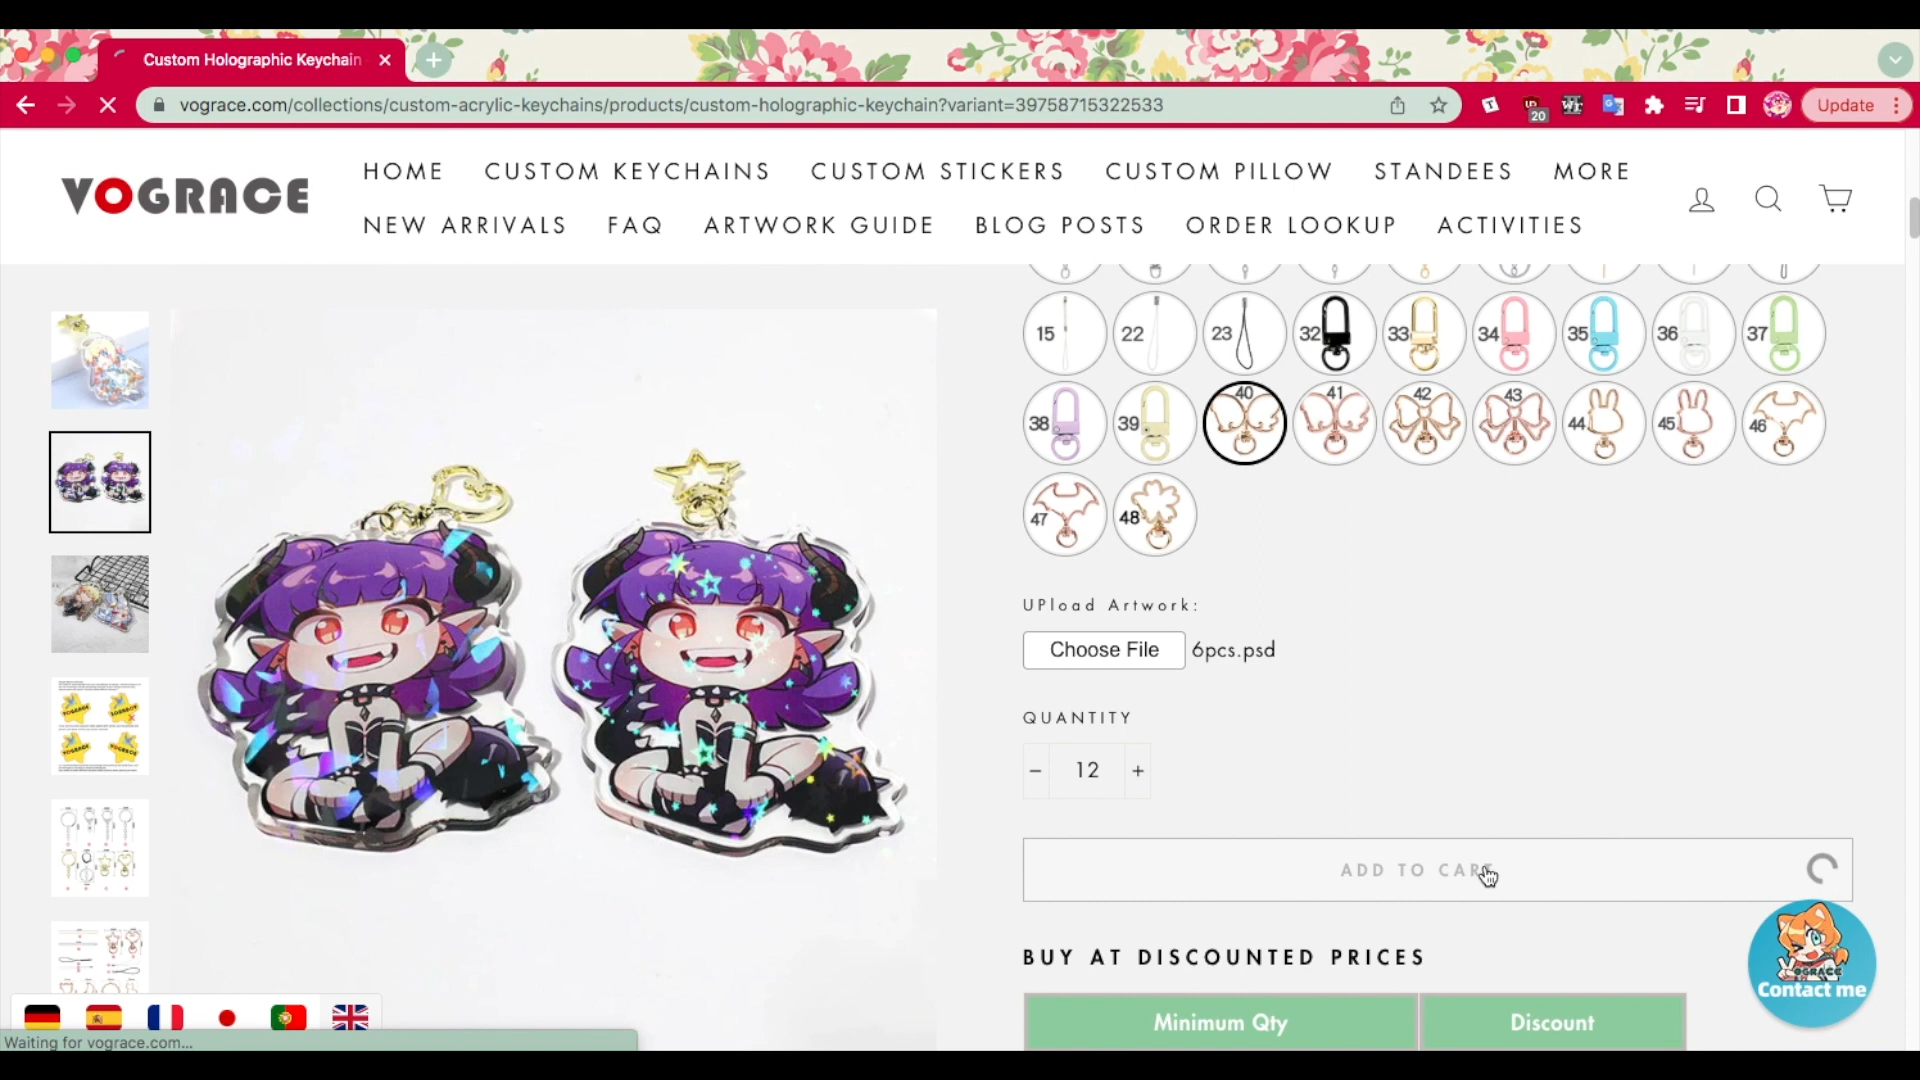 Custom Holographic Keychain
vograce.com/collections/custom-acrylic-keychains/products/custom-holographic-keychain?variant=39758715322533
20
Update
VOGRACE
HOME CUSTOM KEYCHAINS CUSTOM STICKERS CUSTOM PILLOW STANDEES MORE
NEW ARRIVALS FAQ ARTWORK GUIDE BLOG POSTS ORDER LOOKUP ACTIVITIES
15 22 23 32 33 34 35 36 37
38 39 40 41 42 43 44 45 46
47 48
UPload Artwork:
Choose File 6pcs.psd
QUANTITY
− 12 +
ADD TO CART
BUY AT DISCOUNTED PRICES
Minimum Qty Discount
VOGRACE
Contact me
Waiting for vograce.com...